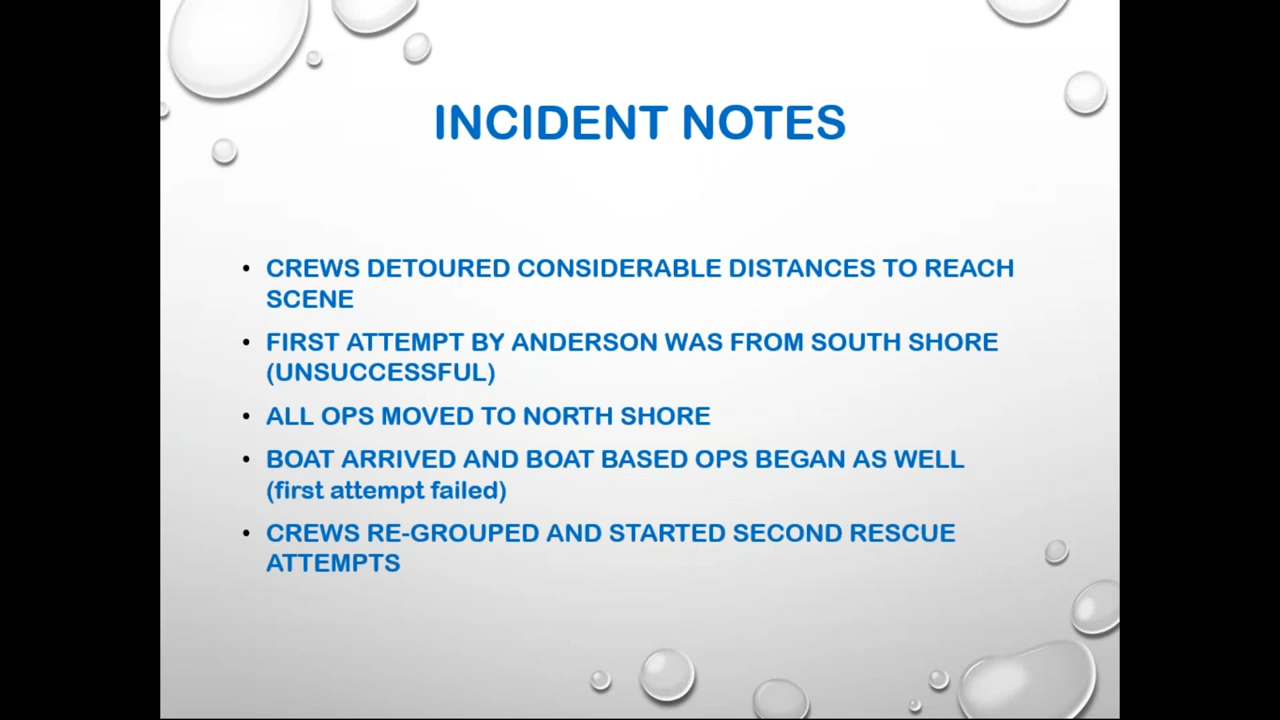 INCIDENT NOTES
• CREWS DETOURED CONSIDERABLE DISTANCES TO REACH
SCENE
• FIRST ATTEMPT BY ANDERSON WAS FROM SOUTH SHORE
(UNSUCCESSFUL)
• ALL OPS MOVED TO NORTH SHORE
• BOAT ARRIVED AND BOAT BASED OPS BEGAN AS WELL
(first attempt failed)
• CREWS RE-GROUPED AND STARTED SECOND RESCUE
ATTEMPTS